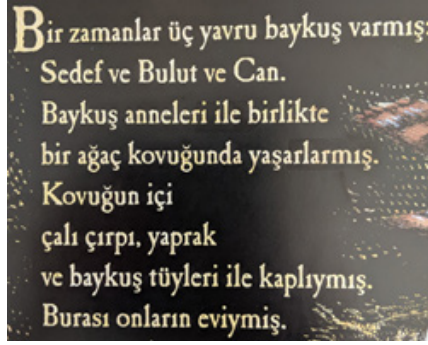 Bir zamanlar üç yavru baykuş varmış:
Sedef ve Bulut ve Can.
Baykuş anneleri ile birlikte
bir ağaç kovuğunda yaşarlarmış.
Kovuğun içi
çalı çırpı, yaprak
ve baykuş tüyleri ile kaplıymış.
Burası onların eviymiş.